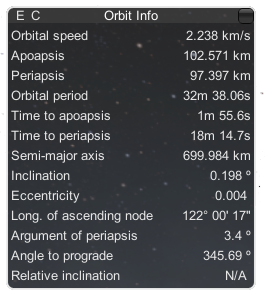 E C Orbit Info
Orbital speed 2.238 km/s
Apoapsis 102.571 km
Periapsis 97.397 km
Orbital period 32m 38.06s
Time to apoapsis 1m 55.6s
Time to periapsis 18m 14.7s
Semi-major axis 699.984 km
Inclination 0.198 º
Eccentricity 0.004
Long. of ascending node 122° 00' 17"
Argument of periapsis 3.4 º
Angle to prograde 345.69 º
Relative inclination N/A